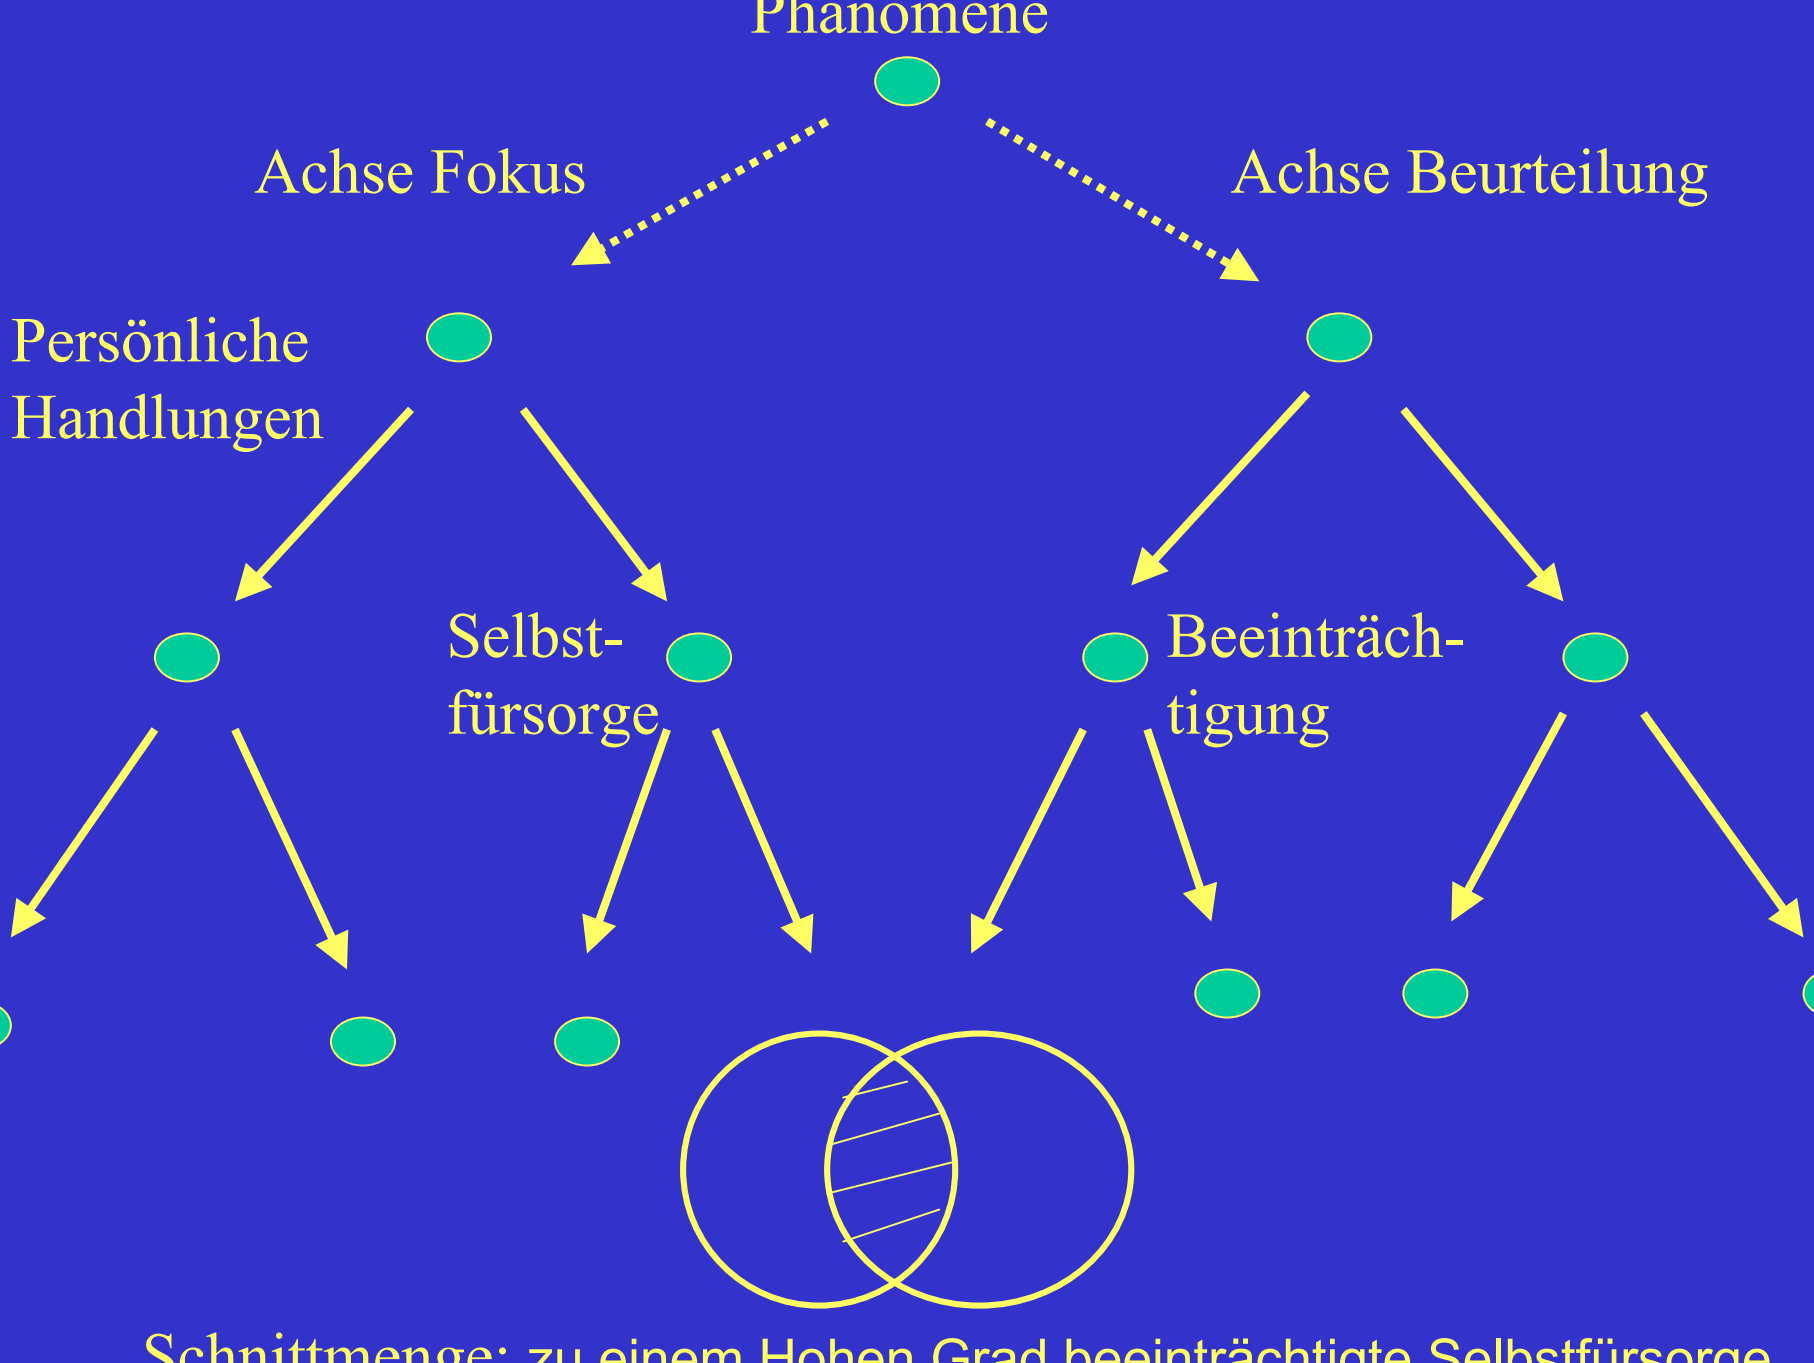 Phänomene
Achse Fokus
Achse Beurteilung
Persönliche
Handlungen
Selbst-
fürsorge
Beeinträch-
tigung
Schnittmenge: zu einem Hohen Grad beeinträchtigte Selbstfürsorge